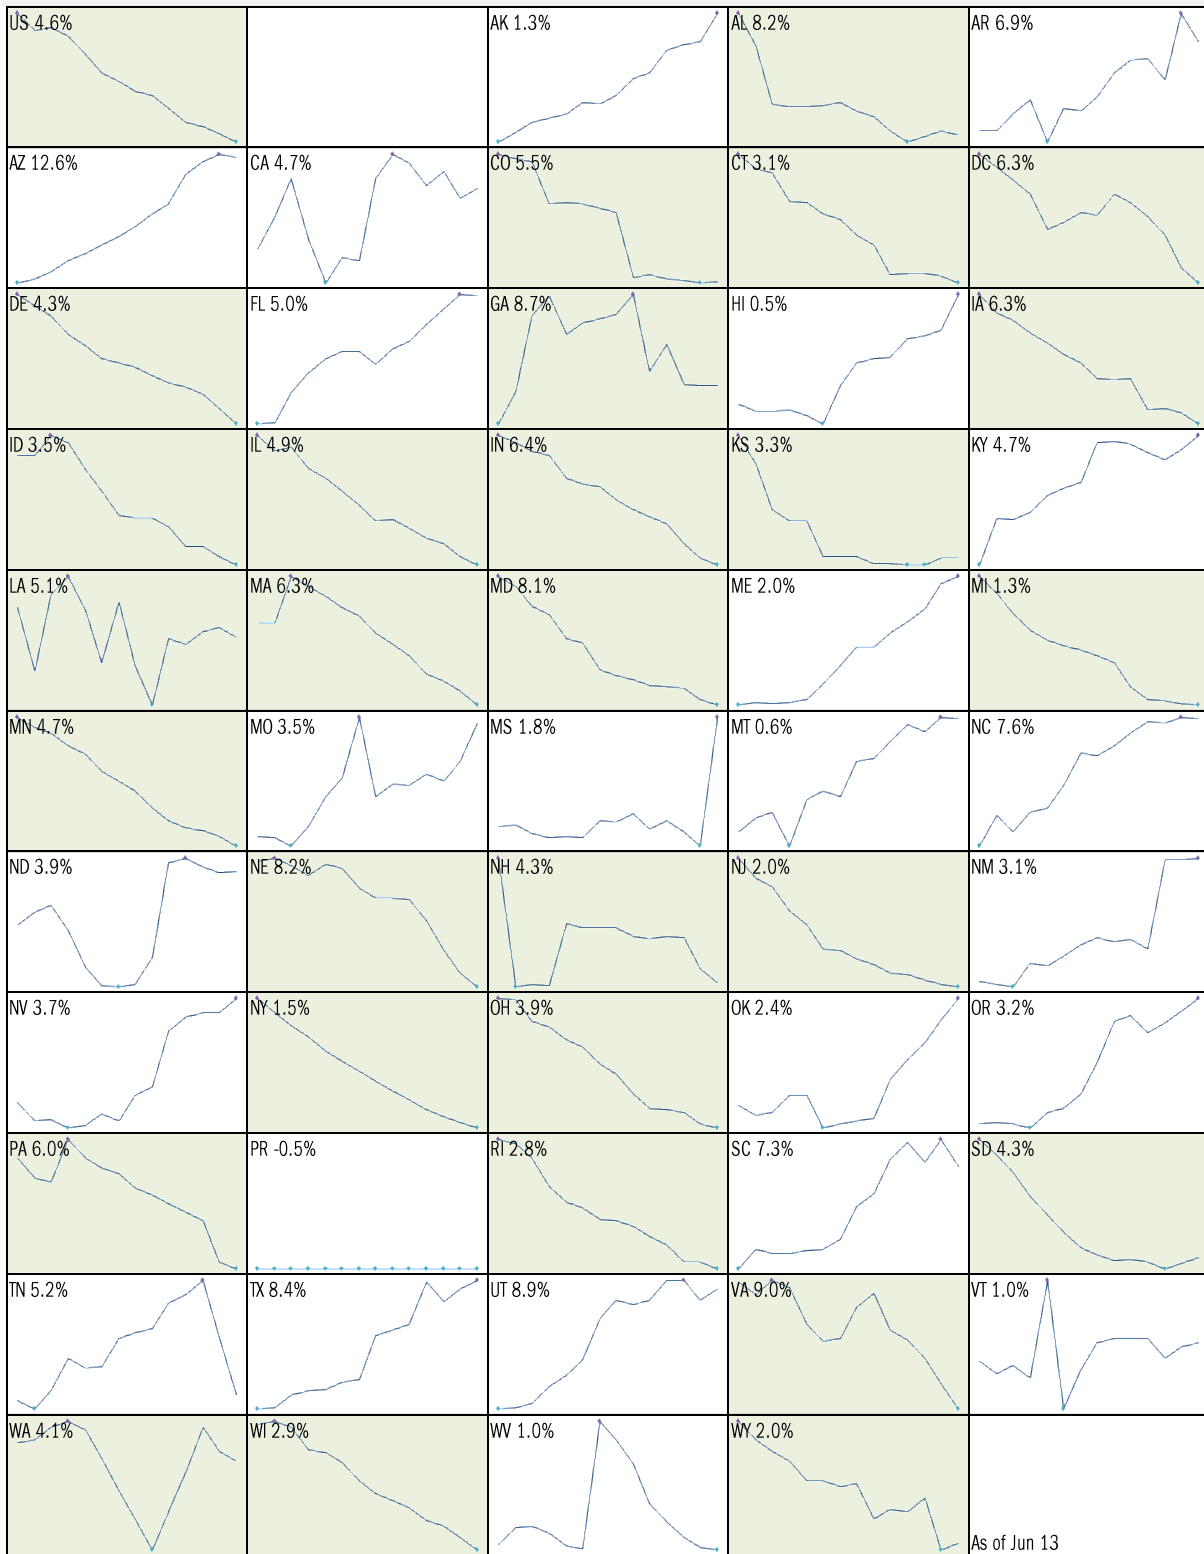 US 4.6%
AK 1.3%
AL 8.2%
AR 6.9%
AZ 12.6%
CA 4.7%
CO 5.5%
CT 3.1%
DC 6.3%
DE 4.3%
FL 5.0%
GA 8.7%
HI 0.5%
IA 6.3%
ID 3.5%
IL 4.9%
IN 6.4%
KS 3.3%
KY 4.7%
LA 5.1%
MA 6.3%
MD 8.1%
ME 2.0%
MI 1.3%
MN 4.7%
MO 3.5%
MS 1.8%
MT 0.6%
NC 7.6%
ND 3.9%
NE 8.2%
NH 4.3%
NJ 2.0%
NM 3.1%
NV 3.7%
NY 1.5%
OH 3.9%
OK 2.4%
OR 3.2%
PA 6.0%
PR -0.5%
RI 2.8%
SC 7.3%
SD 4.3%
TN 5.2%
TX 8.4%
UT 8.9%
VA 9.0%
VT 1.0%
WA 4.1%
WI 2.9%
WV 1.0%
WY 2.0%
As of Jun 13